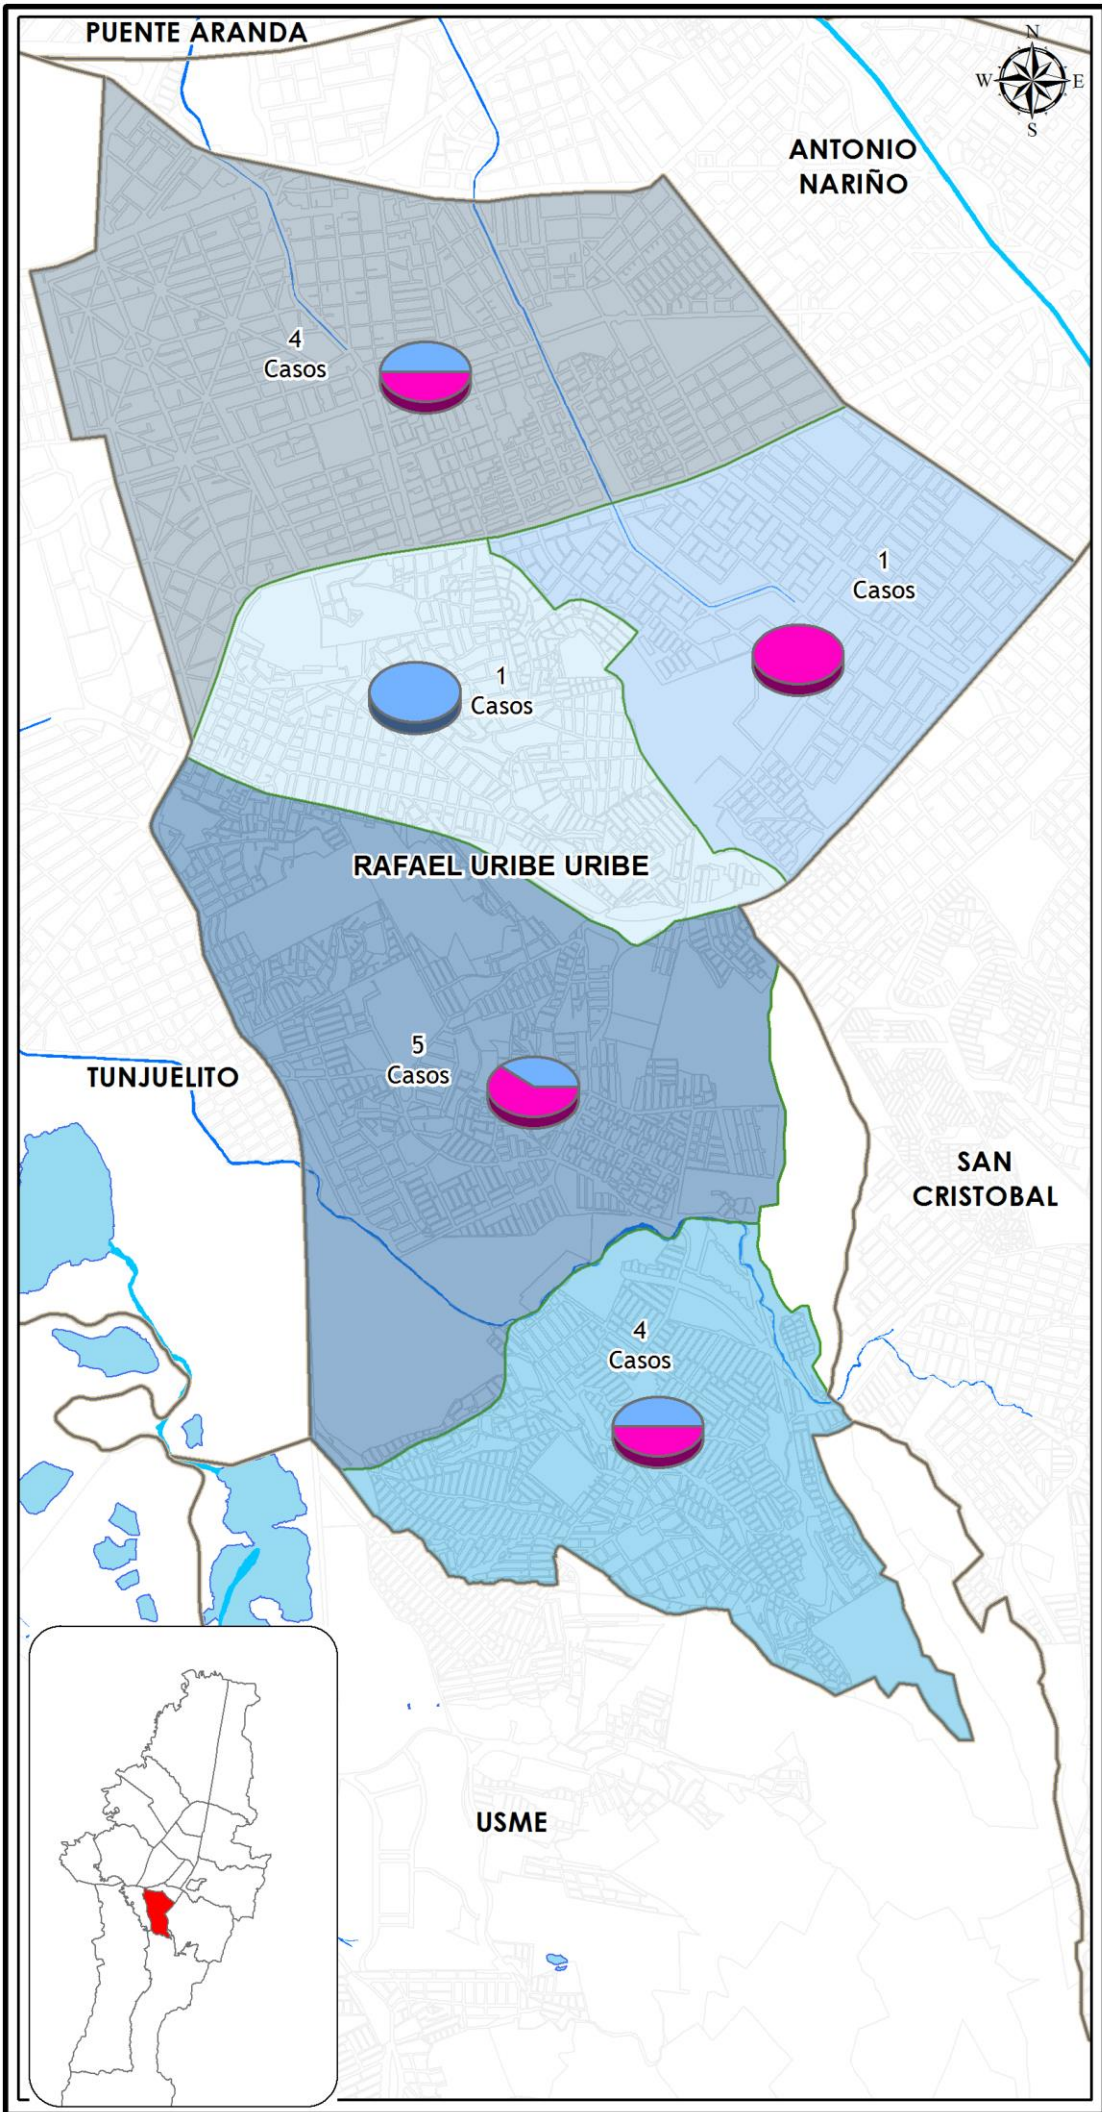 PUENTE ARANDA
N
W
E
S
ANTONIO
NARIÑO
4
Casos
1
Casos
1
Casos
RAFAEL URIBE URIBE
5
Casos
TUNJUELITO
SAN
CRISTOBAL
4
Casos
USME